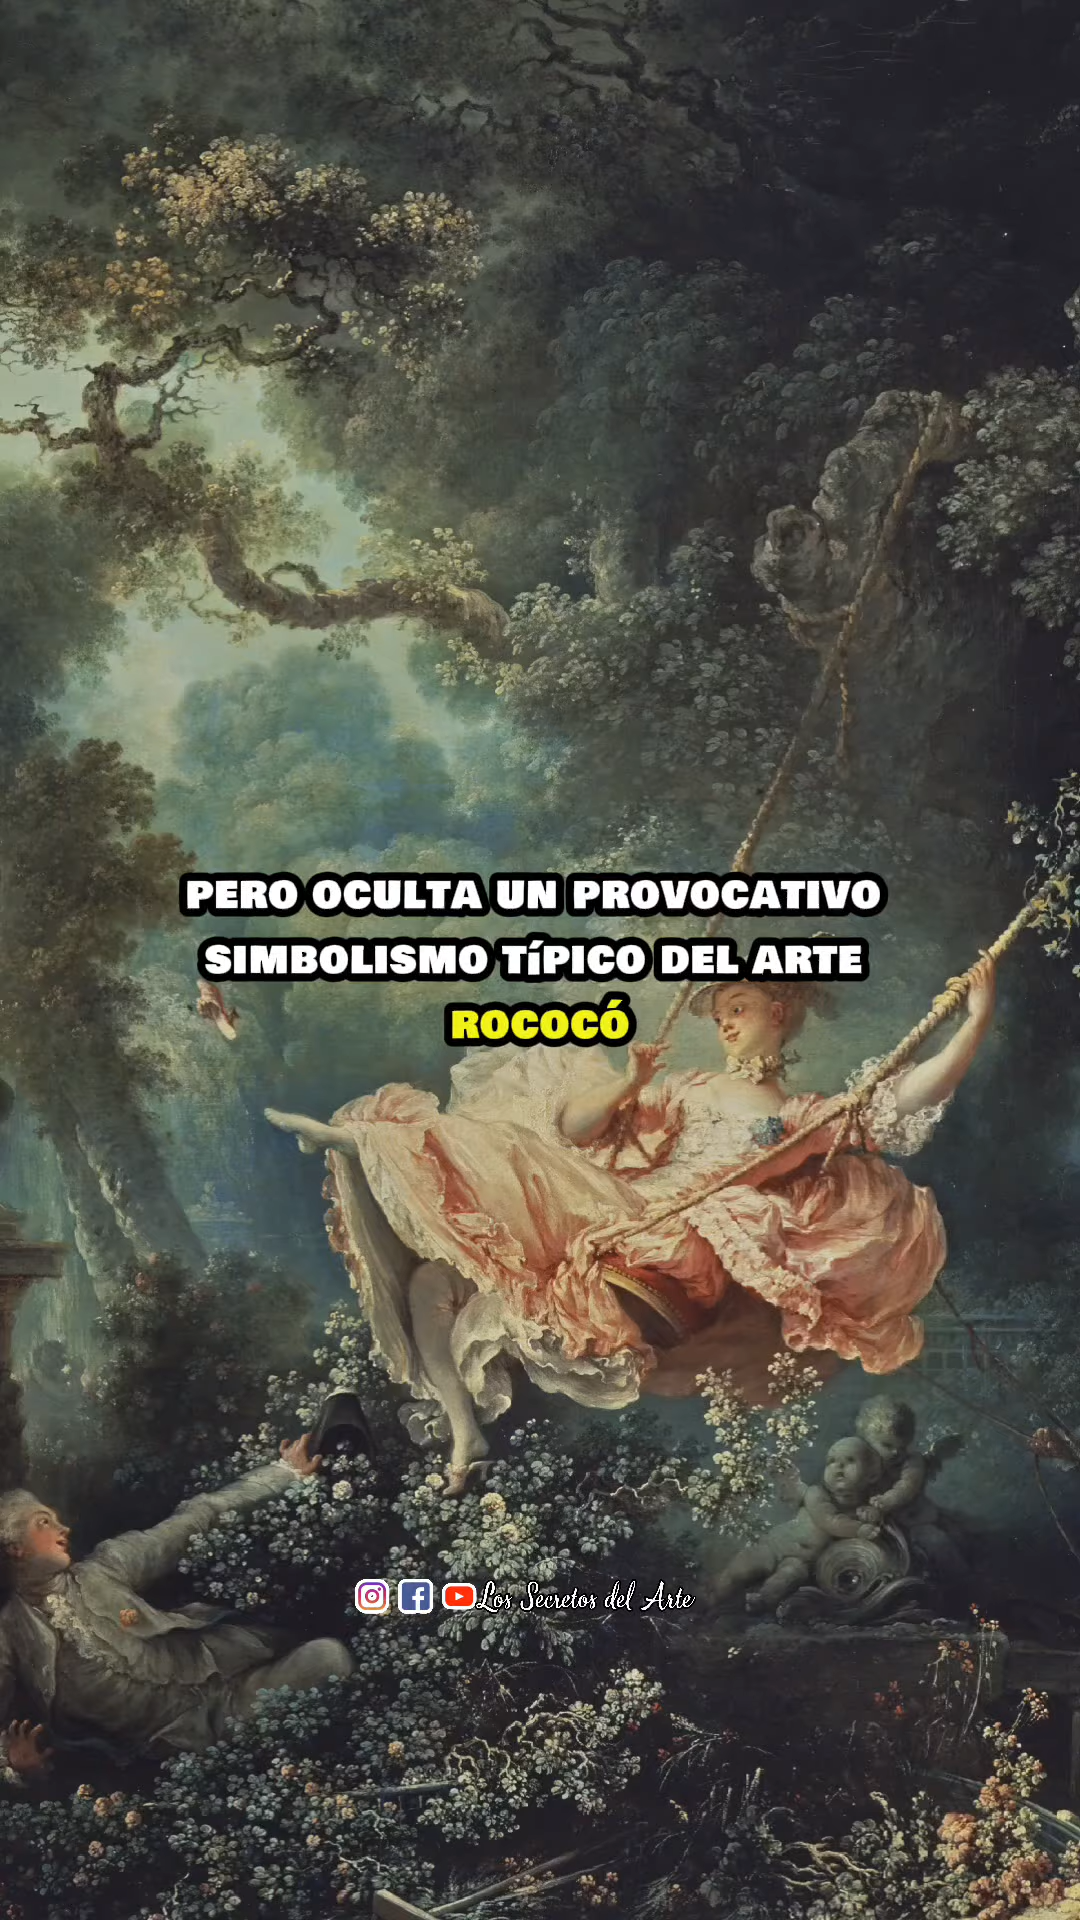 PERO OCULTA UN PROVOCATIVO
SIMBOLISMO TÍPICO DEL ARTE
ROCOCÓ
Los Secretos del Arte